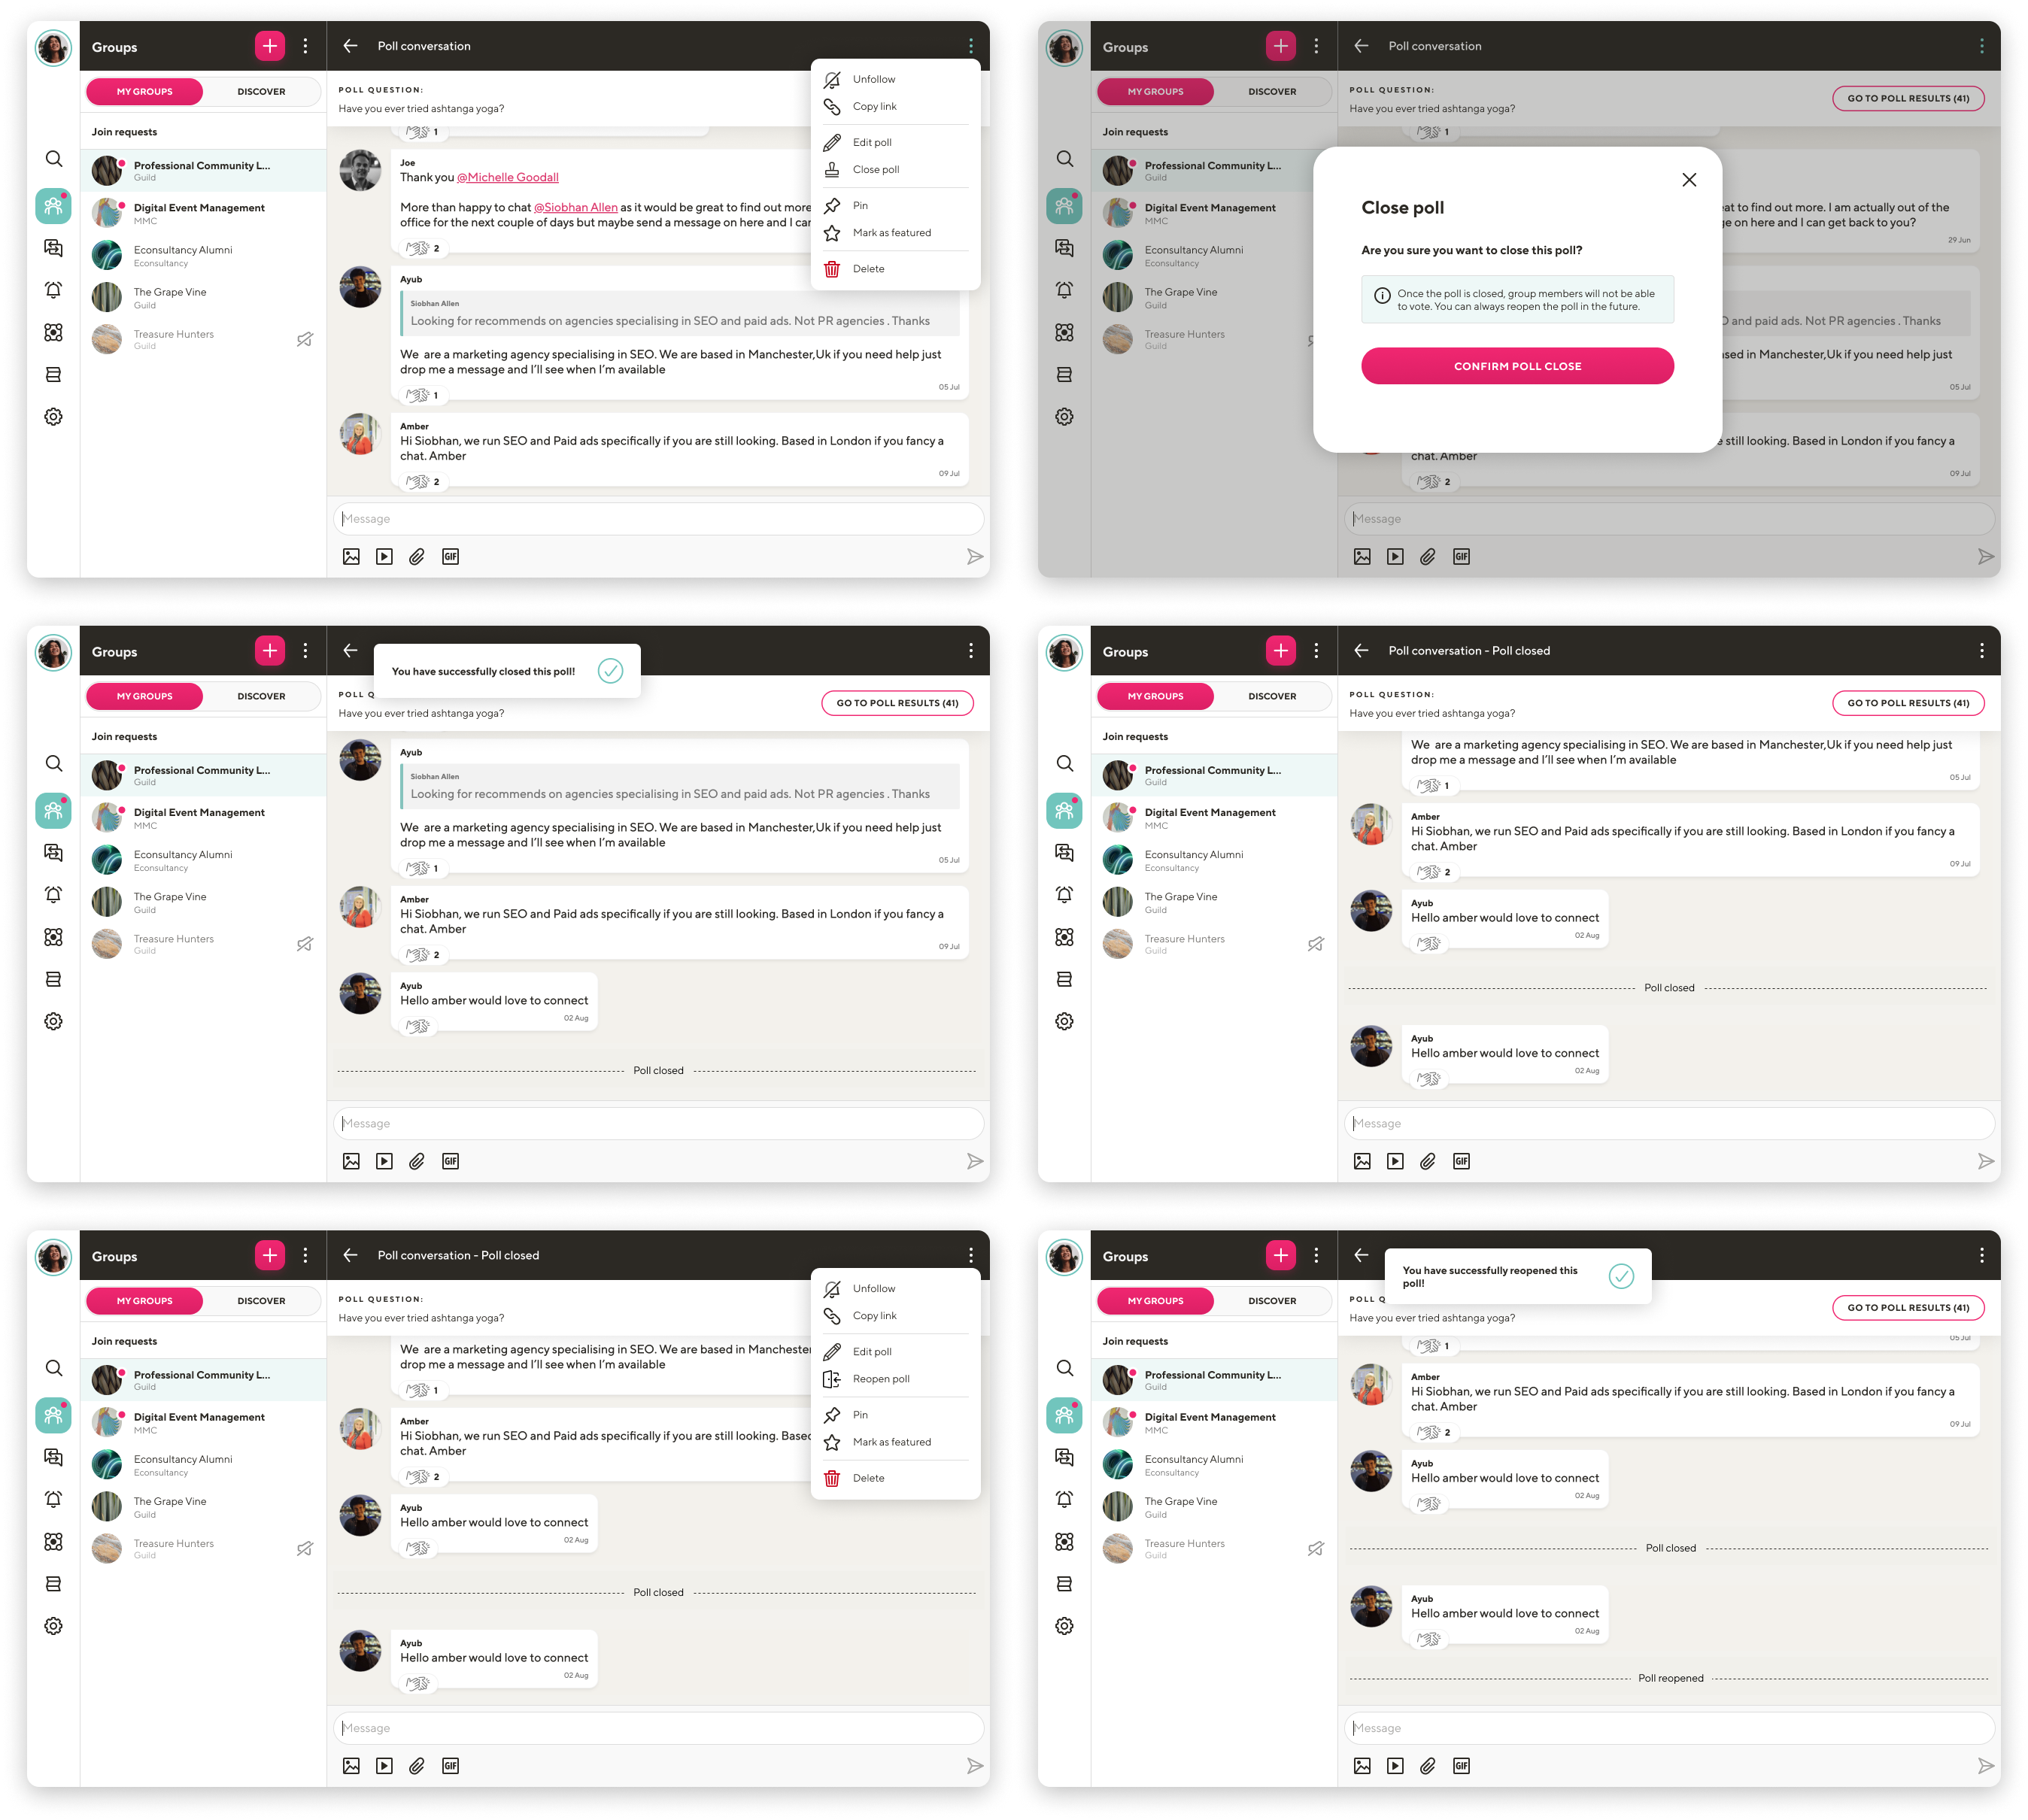 Groups
MY GROUPS
DISCOVER
Join requests
Professional Community L...
Guild
Digital Event Management
MMC
Econsultancy Alumni
Econsultancy
The Grape Vine
Guild
Treasure Hunters
Guild
Poll conversation
POLL QUESTION:
Have you ever tried ashtanga yoga?
1
Joe
Thank you @Michelle Goodall
More than happy to chat @Siobhan Allen as it would be great to find out more
office for the next couple of days but maybe send a message on here and I can
2
Ayub
Siobhan Allen
Looking for recommends on agencies specialising in SEO and paid ads. Not PR agencies . Thanks
We are a marketing agency specialising in SEO. We are based in Manchester,Uk if you need help just
drop me a message and I'll see when I'm available
05 Jul
1
Amber
Hi Siobhan, we run SEO and Paid ads specifically if you are still looking. Based in London if you fancy a
chat. Amber
09 Jul
2
Message
GIF
Unfollow
Copy link
Edit poll
Close poll
Pin
Mark as featured
Delete
Groups
MY GROUPS
DISCOVER
Join requests
Professional Community L...
Guild
Digital Event Management
MMC
Econsultancy Alumni
Econsultancy
The Grape Vine
Guild
Treasure Hunters
Guild
Poll conversation
POLL QUESTION:
Have you ever tried ashtanga yoga?
GO TO POLL RESULTS (41)
1
at to find out more. I am actually out of the
ge on here and I can get back to you?
29 Jun
O and paid ads. Not PR agencies . Thanks
ased in Manchester,Uk if you need help just
05 Jul
still looking. Based in London if you fancy a
chat. Amber
09 Jul
2
Message
GIF
Close poll
Are you sure you want to close this poll?
Once the poll is closed, group members will not be able
to vote. You can always reopen the poll in the future.
CONFIRM POLL CLOSE
Groups
MY GROUPS
DISCOVER
Join requests
Professional Community L...
Guild
Digital Event Management
MMC
Econsultancy Alumni
Econsultancy
The Grape Vine
Guild
Treasure Hunters
Guild
You have successfully closed this poll!
POLL Q
Have you ever tried ashtanga yoga?
GO TO POLL RESULTS (41)
Ayub
Siobhan Allen
Looking for recommends on agencies specialising in SEO and paid ads. Not PR agencies . Thanks
We are a marketing agency specialising in SEO. We are based in Manchester,Uk if you need help just
drop me a message and I'll see when I'm available
05 Jul
1
Amber
Hi Siobhan, we run SEO and Paid ads specifically if you are still looking. Based in London if you fancy a
chat. Amber
09 Jul
2
Ayub
Hello amber would love to connect
02 Aug
Poll closed
Message
GIF
Groups
MY GROUPS
DISCOVER
Join requests
Professional Community L...
Guild
Digital Event Management
MMC
Econsultancy Alumni
Econsultancy
The Grape Vine
Guild
Treasure Hunters
Guild
Poll conversation - Poll closed
POLL QUESTION:
Have you ever tried ashtanga yoga?
GO TO POLL RESULTS (41)
We are a marketing agency specialising in SEO. We are based in Manchester,Uk if you need help just
drop me a message and I'll see when I'm available
05 Jul
1
Amber
Hi Siobhan, we run SEO and Paid ads specifically if you are still looking. Based in London if you fancy a
chat. Amber
09 Jul
2
Ayub
Hello amber would love to connect
02 Aug
Poll closed
Ayub
Hello amber would love to connect
02 Aug
Message
GIF
Groups
MY GROUPS
DISCOVER
Join requests
Professional Community L...
Guild
Digital Event Management
MMC
Econsultancy Alumni
Econsultancy
The Grape Vine
Guild
Treasure Hunters
Guild
Poll conversation - Poll closed
POLL QUESTION:
Have you ever tried ashtanga yoga?
We are a marketing agency specialising in SEO. We are based in Manchester
drop me a message and I'll see when I'm available
1
Amber
Hi Siobhan, we run SEO and Paid ads specifically if you are still looking. Based
chat. Amber
2
Ayub
Hello amber would love to connect
02 Aug
Poll closed
Ayub
Hello amber would love to connect
02 Aug
Message
GIF
Unfollow
Copy link
Edit poll
Reopen poll
Pin
Mark as featured
Delete
Groups
MY GROUPS
DISCOVER
Join requests
Professional Community L...
Guild
Digital Event Management
MMC
Econsultancy Alumni
Econsultancy
The Grape Vine
Guild
Treasure Hunters
Guild
You have successfully reopened this
poll!
POLL Q
Have you ever tried ashtanga yoga?
GO TO POLL RESULTS (41)
05 Jul
1
Amber
Hi Siobhan, we run SEO and Paid ads specifically if you are still looking. Based in London if you fancy a
chat. Amber
09 Jul
2
Ayub
Hello amber would love to connect
02 Aug
Poll closed
Ayub
Hello amber would love to connect
02 Aug
Poll reopened
Message
GIF